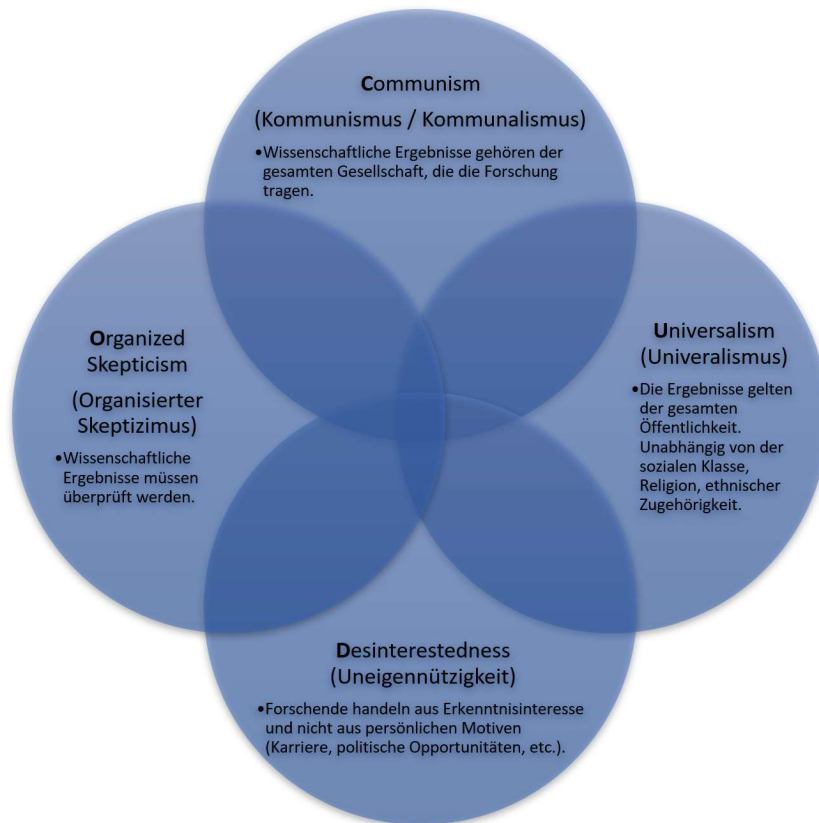 Communism
(Kommunismus / Kommunalismus)
•Wissenschaftliche Ergebnisse gehören der
gesamten Gesellschaft, die die Forschung
tragen.
Organized
Skepticism
(Organisierter
Skeptizimus)
•Wissenschaftliche
Ergebnisse müssen
überprüft werden.
Universalism
(Univeralismus)
•Die Ergebnisse gelten
der gesamten
Öffentlichkeit.
Unabhängig von der
sozialen Klasse,
Religion, ethnischer
Zugehörigkeit.
Desinterestedness
(Uneigennützigkeit)
•Forschende handeln aus Erkenntnisinteresse
und nicht aus persönlichen Motiven
(Karriere, politische Opportunitäten, etc.).